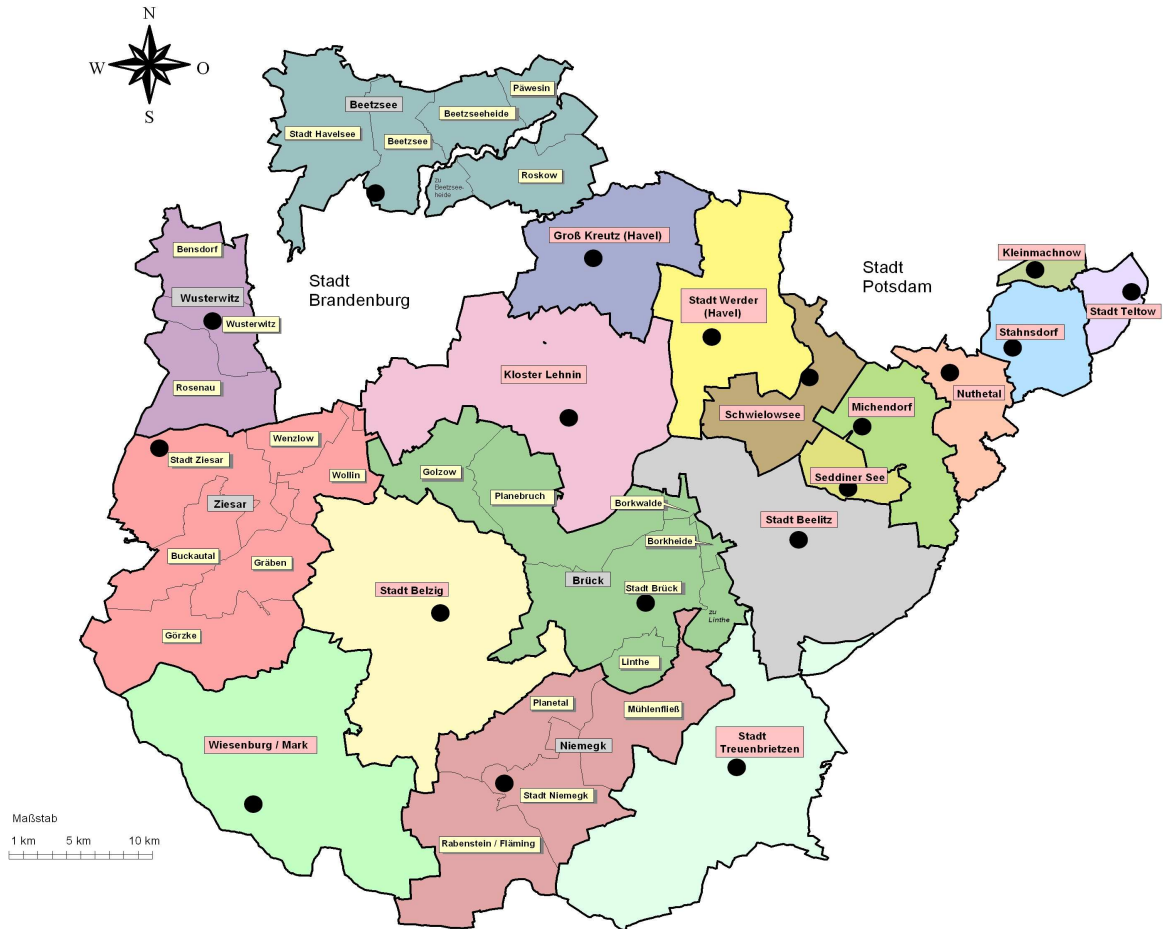 N
W
O
S
Päwesin
Beetzsee
Beetzseeheide
Stadt Havelsee
Beetzsee
Roskow
zu
Beetzsee-
heide
Bensdorf
Groß Kreutz (Havel)
Kleinmachnow
Stadt
Brandenburg
Stadt
Potsdam
Wusterwitz
Wusterwitz
Stadt Werder
(Havel)
Stadt Teltow
Stahnsdorf
Rosenau
Kloster Lehnin
Schwielowsee
Michendorf
Nuthetal
Wenzlow
Stadt Ziesar
Wollin
Golzow
Seddiner See
Planebruch
Ziesar
Borkwalde
Stadt Beelitz
Borkheide
Buckautal
Gräben
Brück
Stadt Belzig
Stadt Brück
zu
Linthe
Görzke
Linthe
Planetal
Mühlenfließ
Wiesenburg / Mark
Niemegk
Stadt
Treuenbrietzen
Stadt Niemegk
Maßstab
1 km
5 km
10 km
Rabenstein / Fläming